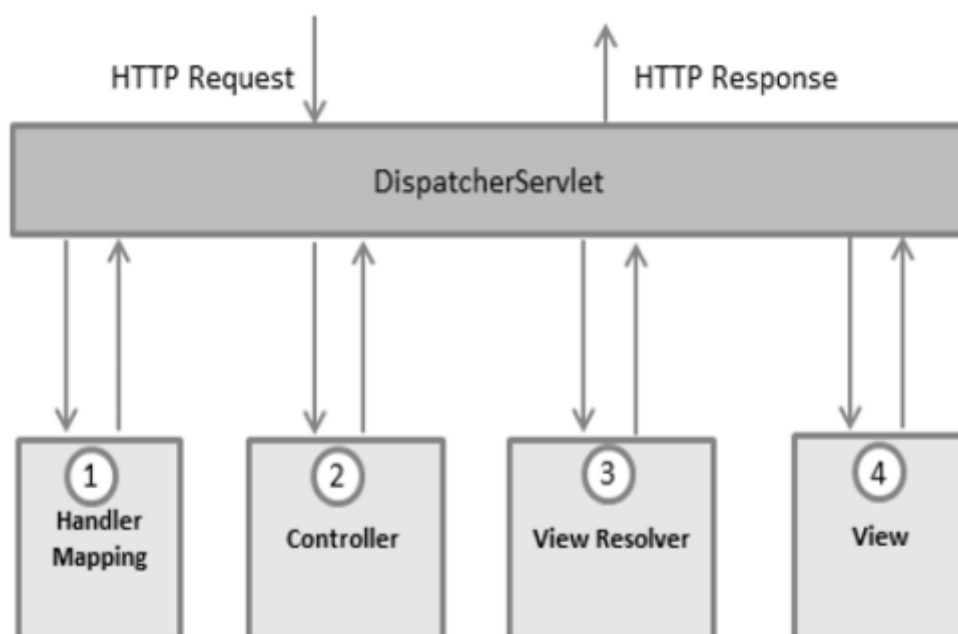 HTTP Request
HTTP Response
DispatcherServlet
1
Handler
Mapping
2
Controller
3
View Resolver
4
View